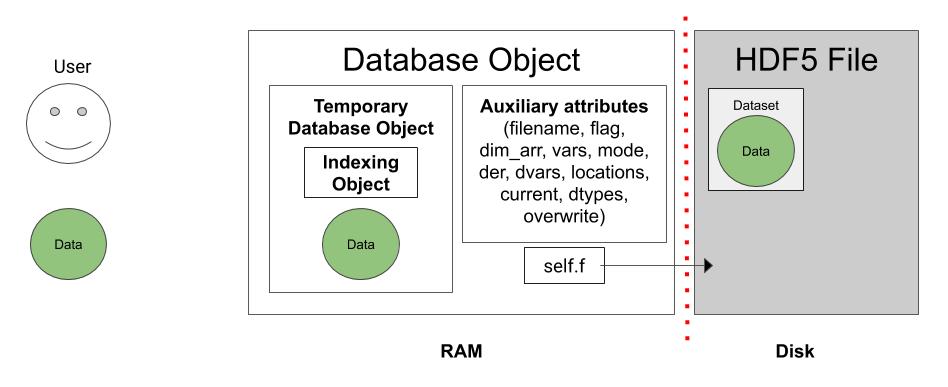 User
Data
Database Object
Temporary
Database Object
Indexing
Object
Data
Auxiliary attributes
(filename, flag,
dim_arr, vars, mode,
der, dvars, locations,
current, dtypes,
overwrite)
self.f
HDF5 File
Dataset
Data
RAM
Disk